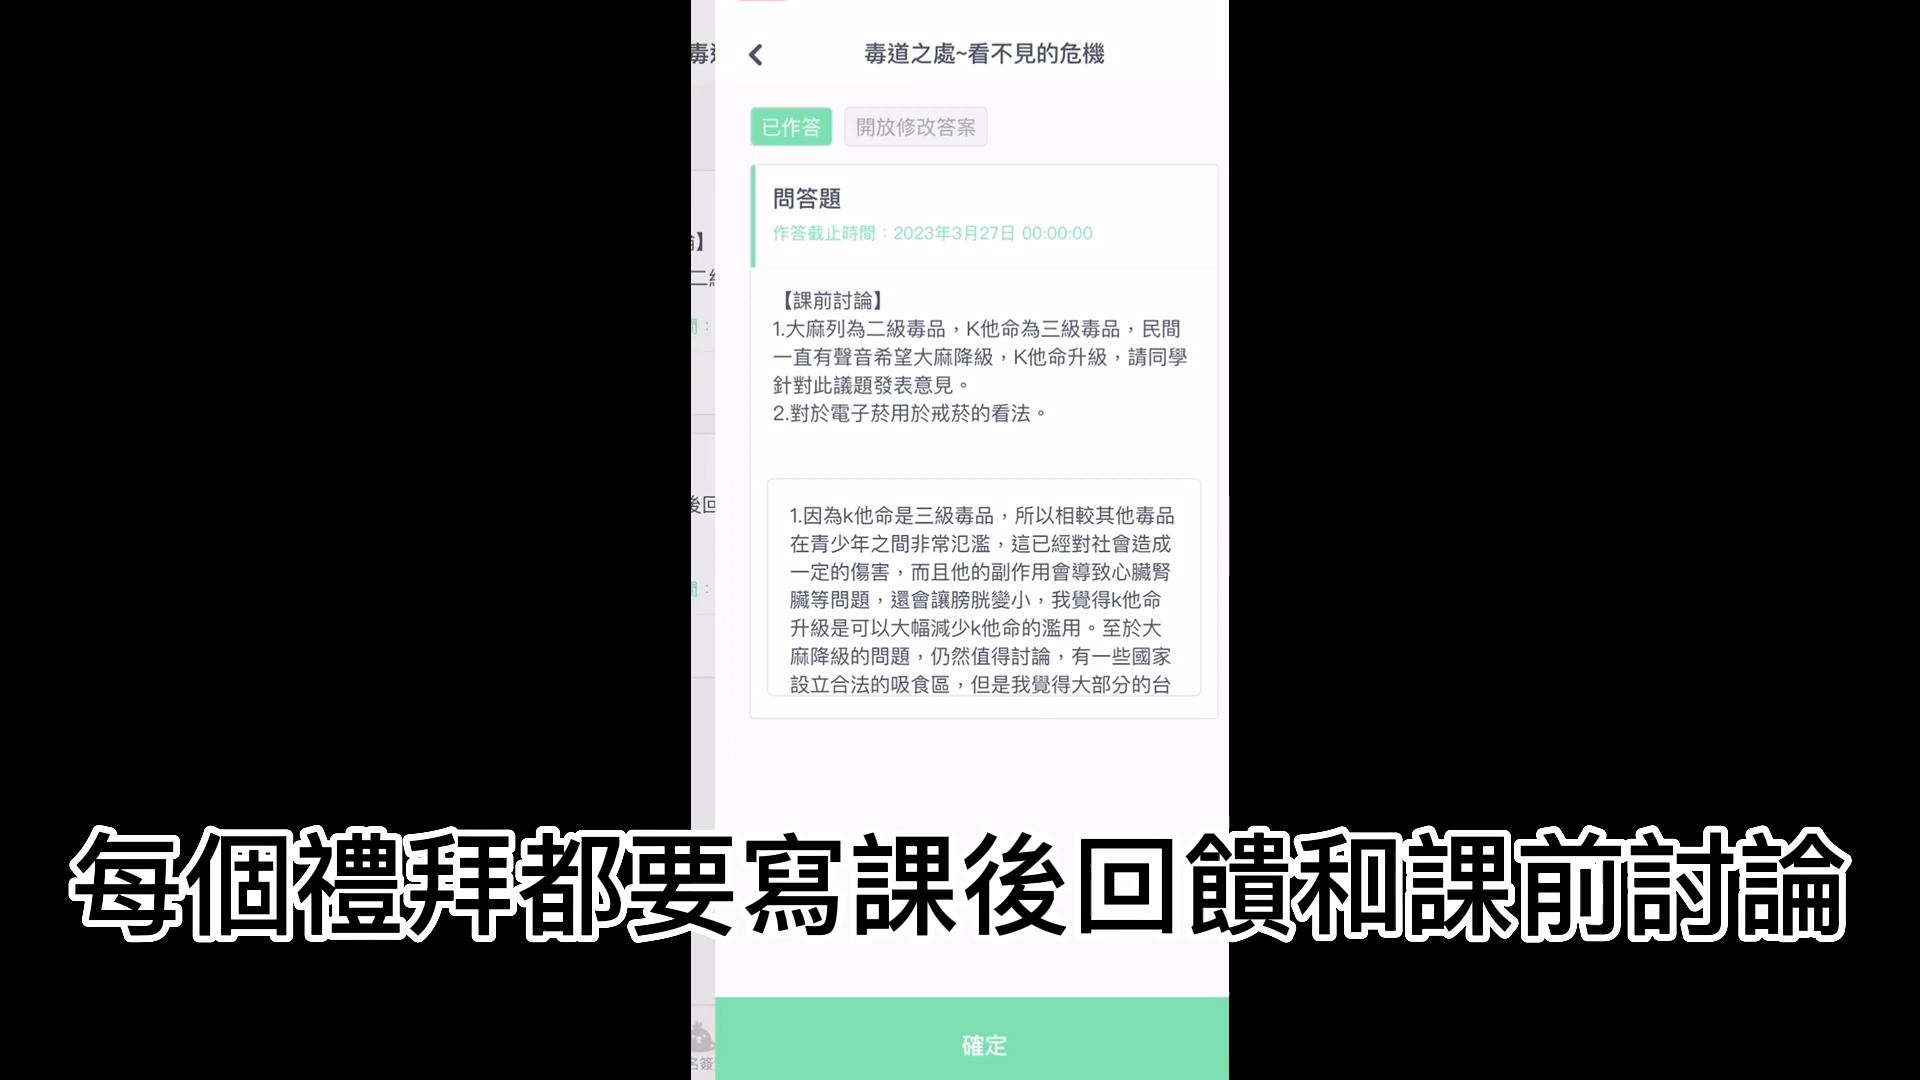 毒道之處~看不見的危機
已作答
開放修改答案
問答題
作答截止時間：2023年3月27日 00:00:00
【課前討論】
1.大麻列為二級毒品，K他命為三級毒品，民間
一直有聲音希望大麻降級，K他命升級，請同學
針對此議題發表意見。
2.對於電子菸用於戒菸的看法。
1.因為k他命是三級毒品，所以相較其他毒品
在青少年之間非常氾濫，這已經對社會造成
一定的傷害，而且他的副作用會導致心臟腎
臟等問題，還會讓膀胱變小，我覺得k他命
升級是可以大幅減少k他命的濫用。至於大
麻降級的問題，仍然值得討論，有一些國家
設立合法的吸食區，但是我覺得大部分的台
每個禮拜都要寫課後回饋和課前討論
確定